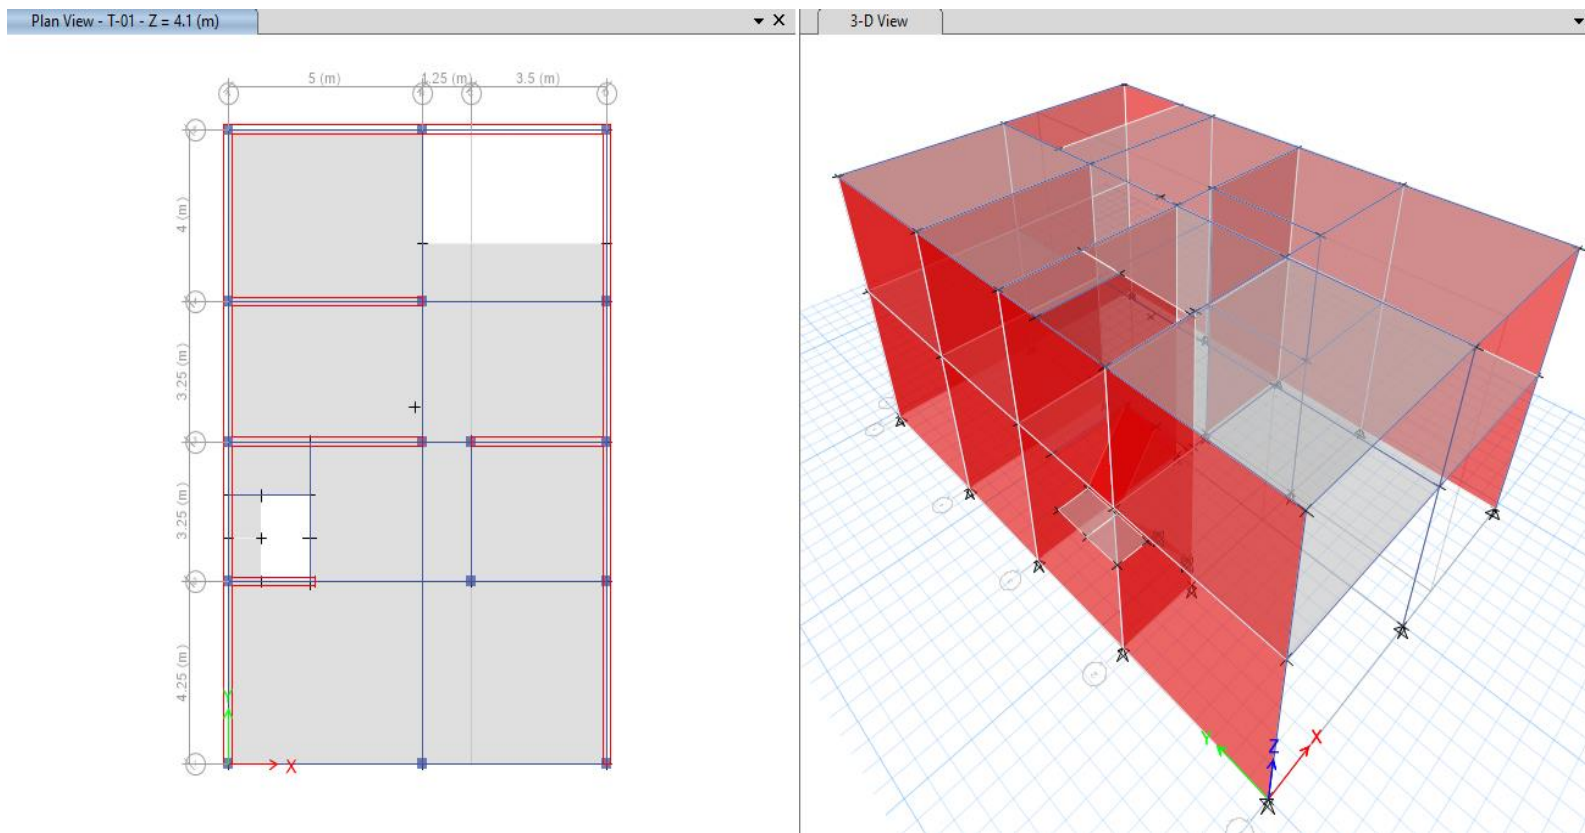 Plan View - T-01 - Z = 4.1 (m)
3-D View
5 (m)
1.25 (m)
3.5 (m)
4 (m)
3.25 (m)
3.25 (m)
4.25 (m)
Y
X
Y
Z
X